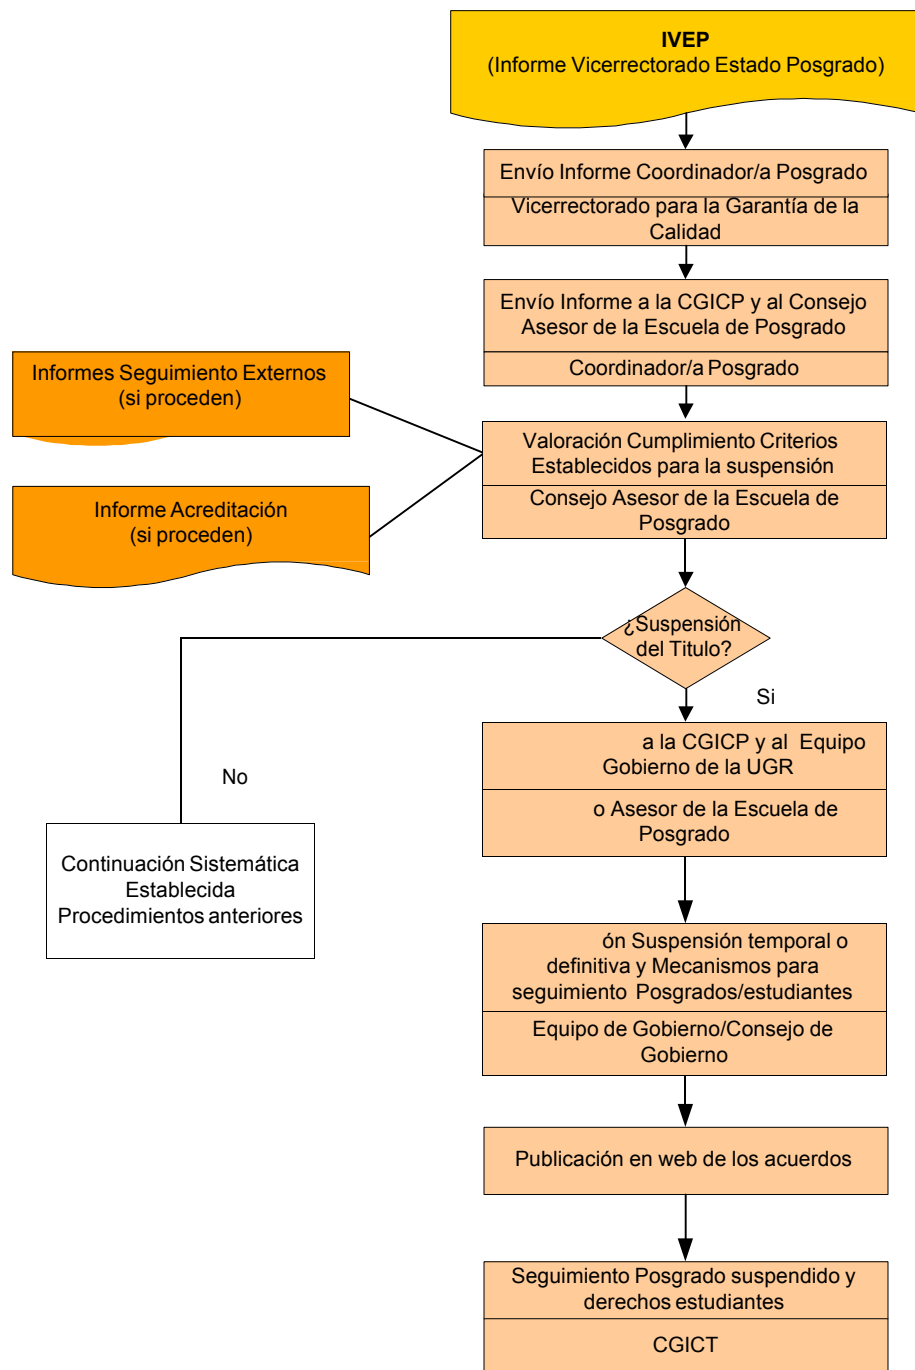 IVEP
(Informe Vicerrectorado Estado Posgrado)
Envío Informe Coordinador/a Posgrado
Vicerrectorado para la Garantía de la
Calidad
Envío Informe a la CGICP y al Consejo
Asesor de la Escuela de Posgrado
Coordinador/a Posgrado
Informes Seguimiento Externos
(si proceden)
Valoración Cumplimiento Criterios
Establecidos para la suspensión
Consejo Asesor de la Escuela de
Posgrado
Informe Acreditación
(si proceden)
¿Suspensión
del Titulo?
Si
No
a la CGICP y al Equipo
Gobierno de la UGR
o Asesor de la Escuela de
Posgrado
Continuación Sistemática
Establecida
Procedimientos anteriores
ón Suspensión temporal o
definitiva y Mecanismos para
seguimiento Posgrados/estudiantes
Equipo de Gobierno/Consejo de
Gobierno
Publicación en web de los acuerdos
Seguimiento Posgrado suspendido y
derechos estudiantes
CGICT